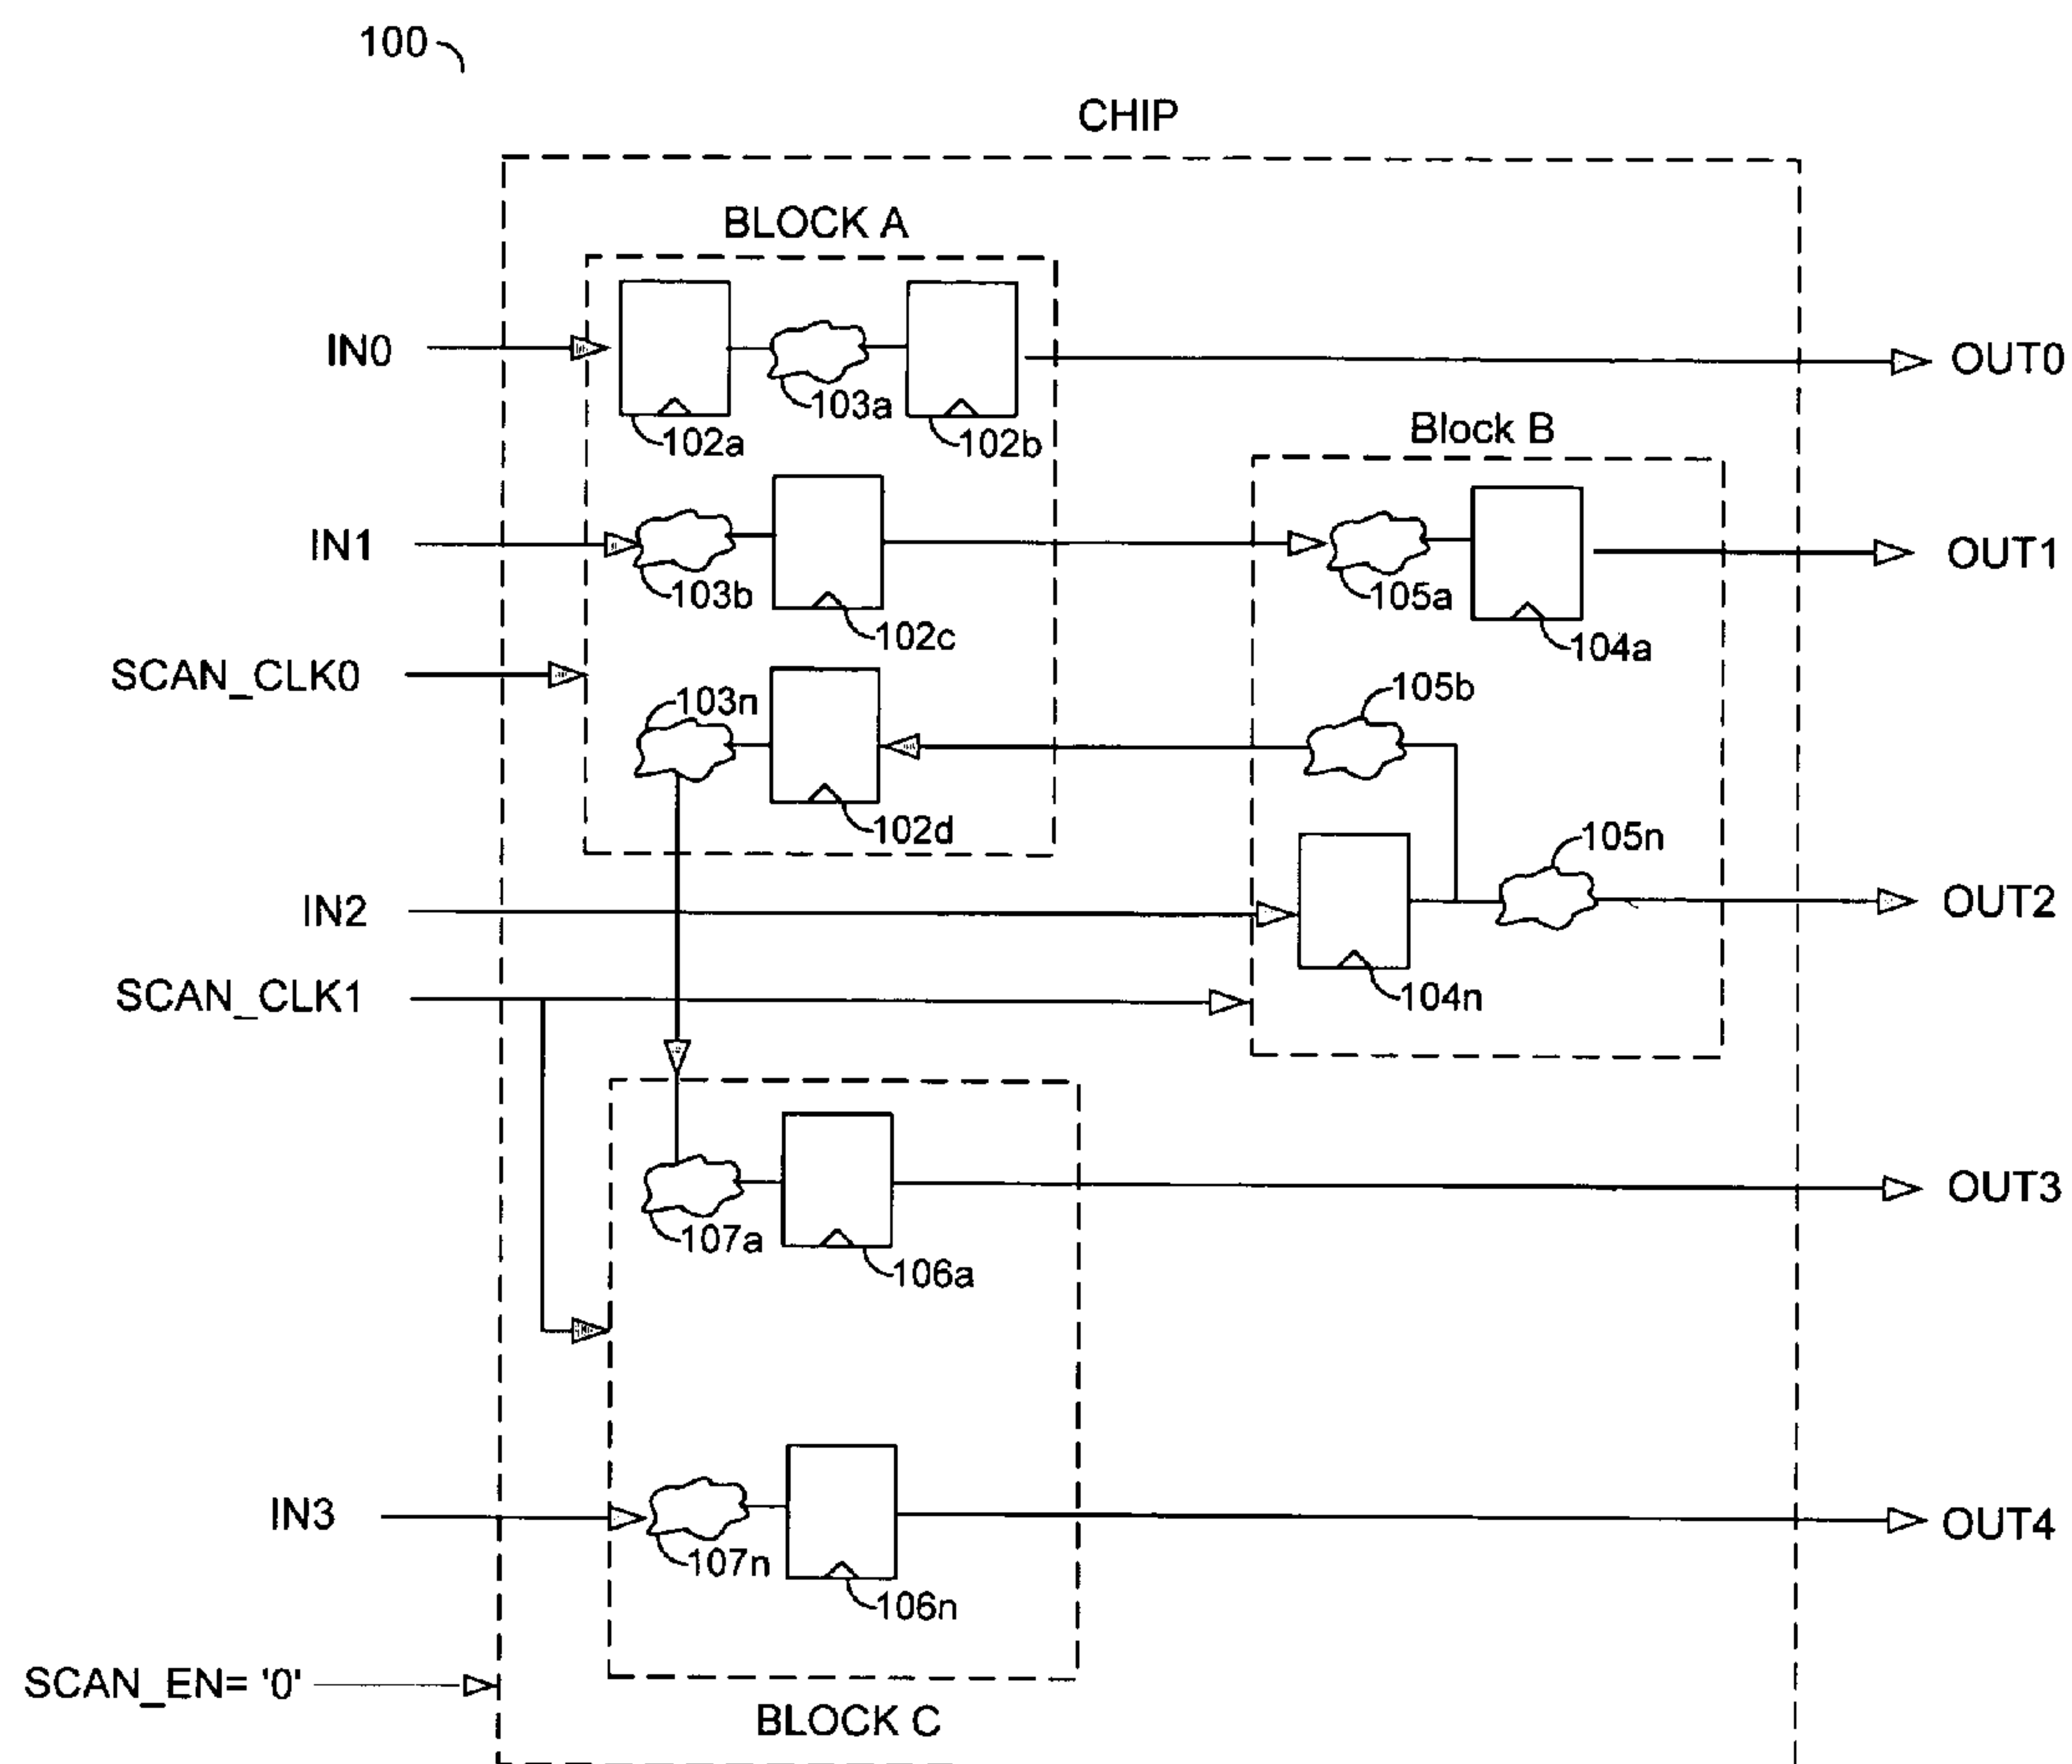 100
CHIP
BLOCK A
IN0
103a
102a
102b
OUT0
Block B
IN1
103b
102c
105a
104a
OUT1
SCAN_CLK0
103n
102d
105b
105n
IN2
OUT2
SCAN_CLK1
104n
107a
106a
OUT3
IN3
107n
106n
OUT4
SCAN_EN= '0'
BLOCK C